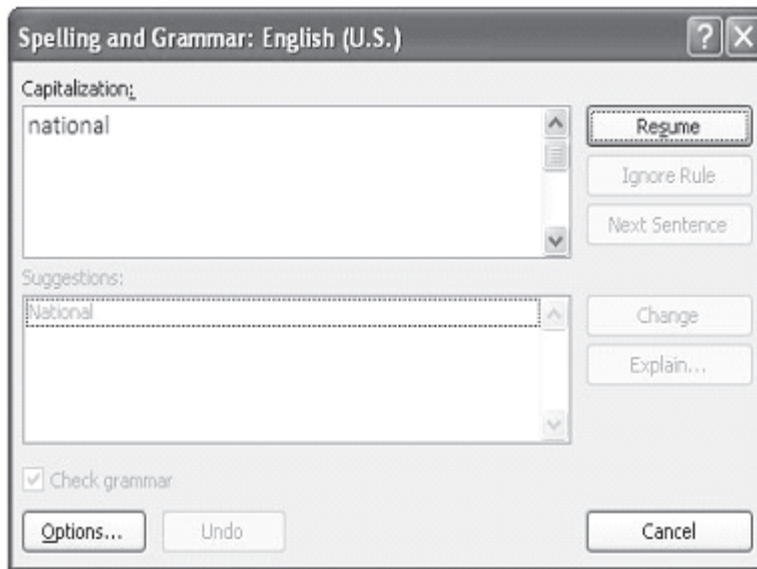 Spelling and Grammar: English (U.S.)
Capitalization:
national
Resume
Ignore Rule
Next Sentence
Suggestions:
National
Change
Explain...
Check grammar
Options...
Undo
Cancel